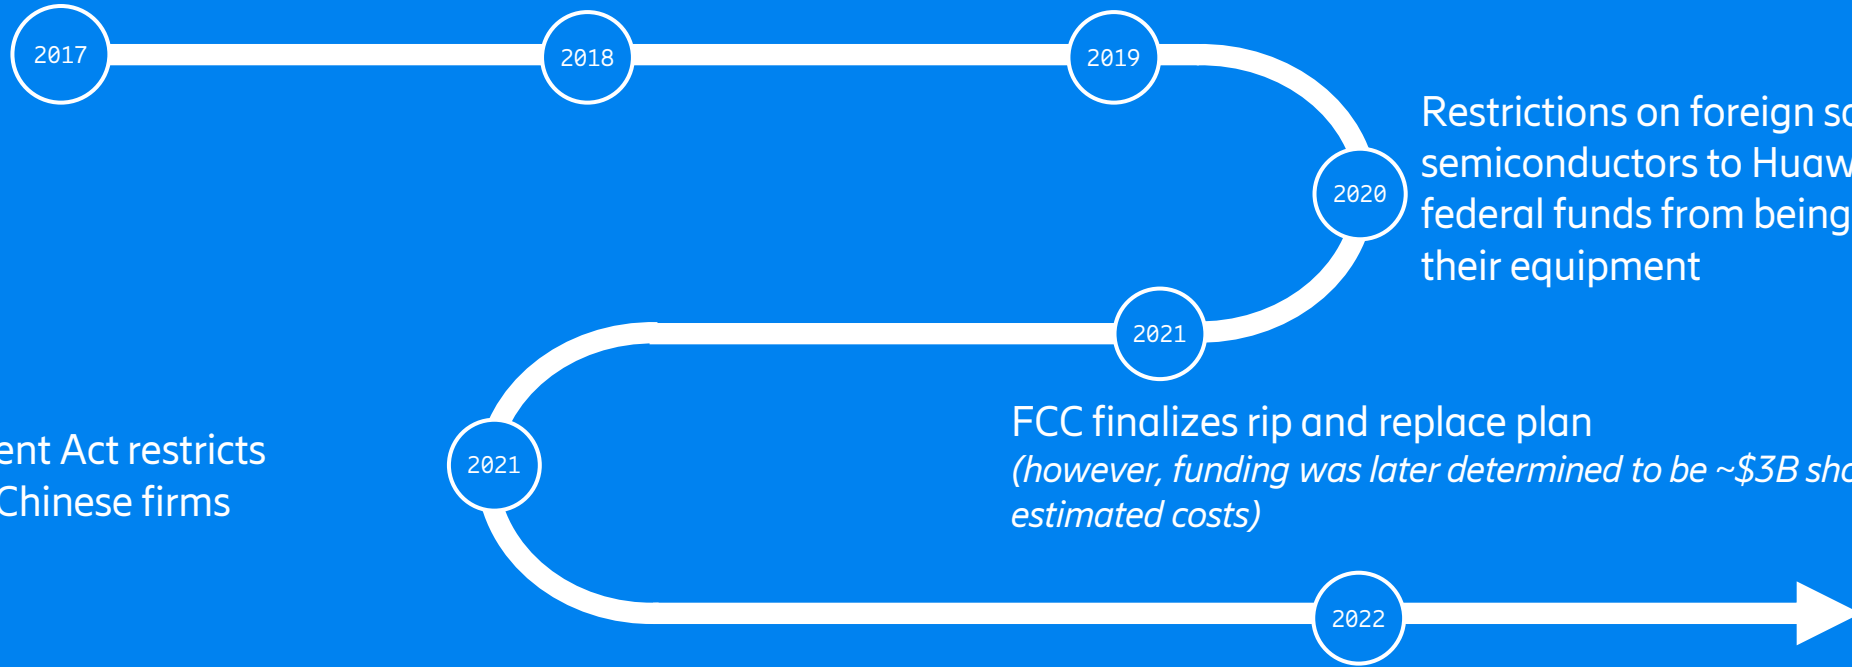 2017
2018
2019
2020
Restrictions on foreign
semiconductors to
federal funds from being
their equipment
2021
FCC finalizes rip and replace plan
(however, funding was later determined to be ~$3B
estimated costs)
2021
Act restricts
Chinese firms
2022